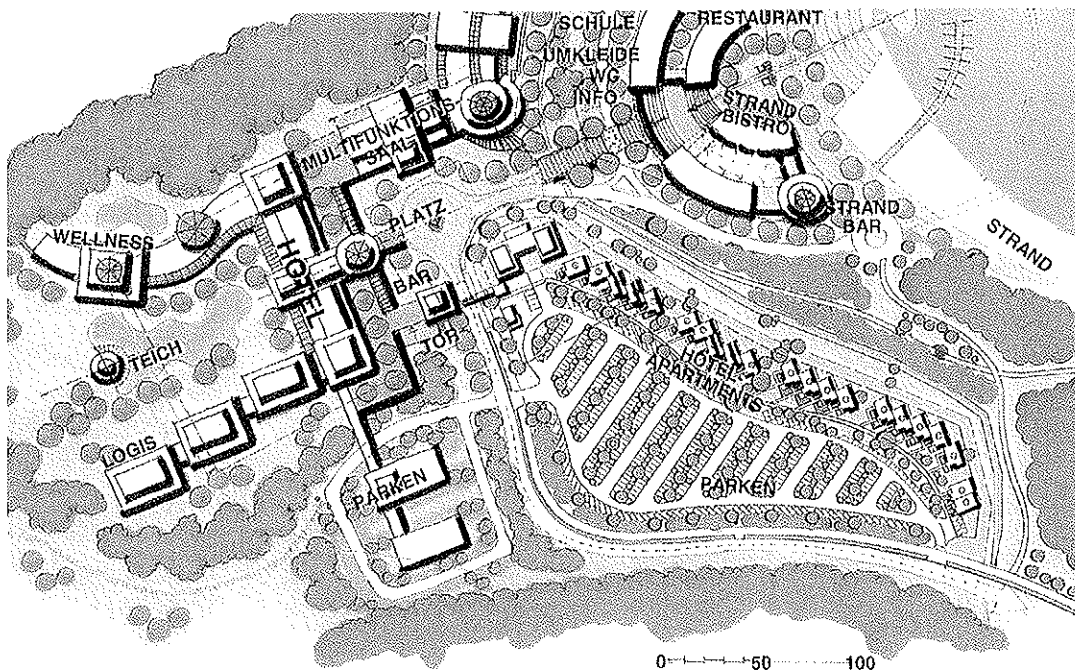 SCHULE
RESTAURANT
UMKLEIDE
WC
INFO
STRAND
BISTRO
MULTIFUNKTIONS
SAAL
PLATZ
STRAND
BAR
STRAND
WELLNESS
HOTEL
BAR
TOR
TEICH
HOTEL
APARTMENTS
LOGIS
PARKEN
PARKEN
0 50 100